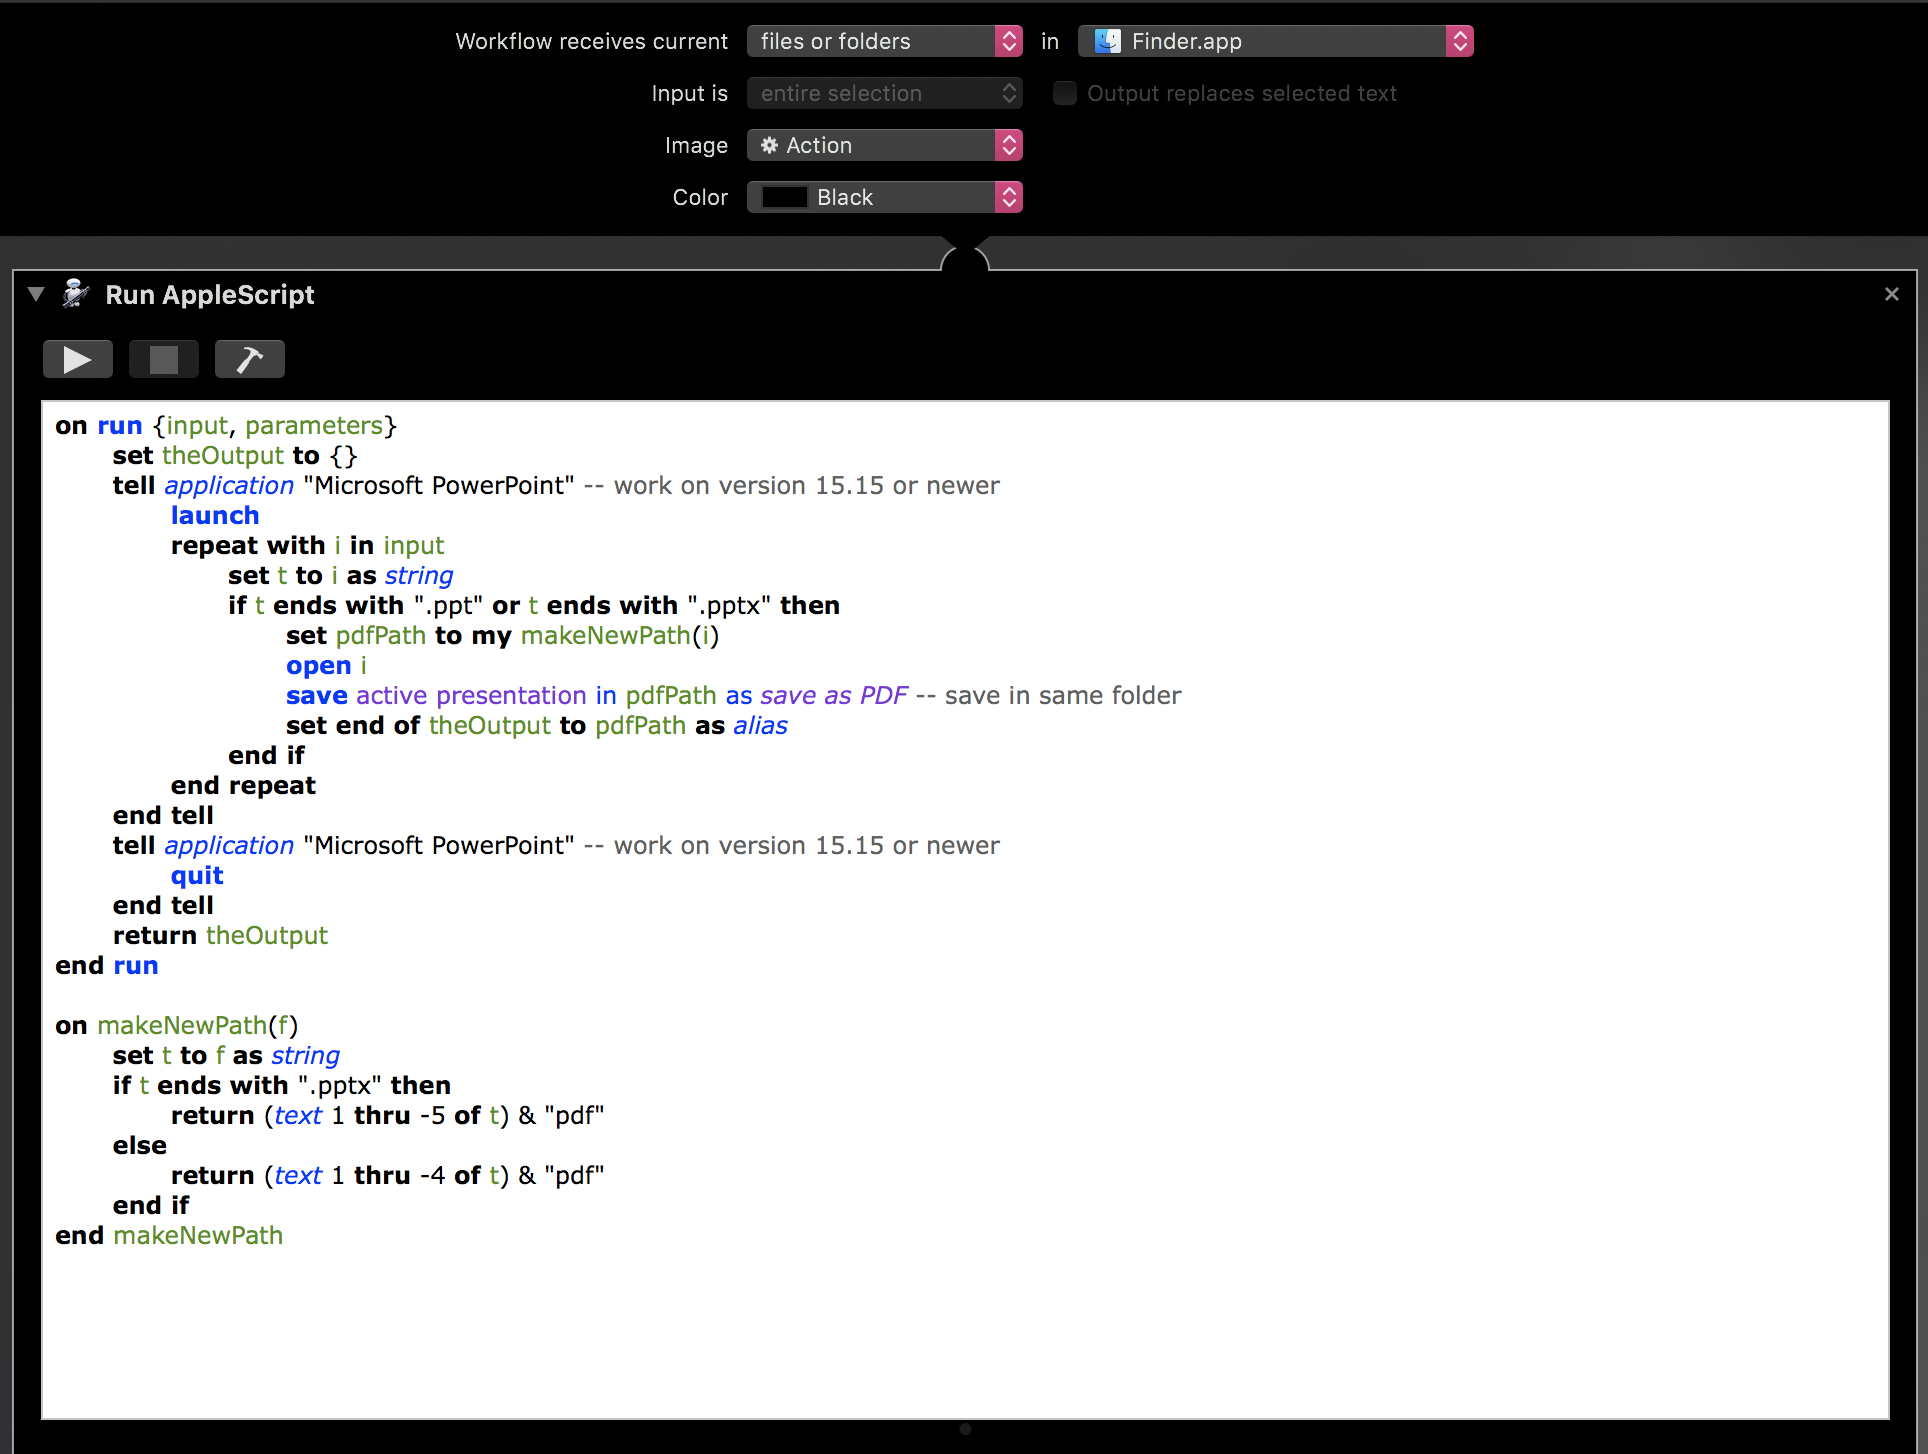 Workflow receives current files or folders in Finder.app
Input is entire selection Output replaces selected text
Image Action
Color Black
Run AppleScript
on run {input, parameters}
set theOutput to {}
tell application "Microsoft PowerPoint" -- work on version 15.15 or newer
launch
repeat with i in input
set t to i as string
if t ends with ".ppt" or t ends with ".pptx" then
set pdfPath to my makeNewPath(i)
open i
save active presentation in pdfPath as save as PDF -- save in same folder
set end of theOutput to pdfPath as alias
end if
end repeat
end tell
tell application "Microsoft PowerPoint" -- work on version 15.15 or newer
quit
end tell
return theOutput
end run
on makeNewPath(f)
set t to f as string
if t ends with ".pptx" then
return (text 1 thru -5 of t) & "pdf"
else
return (text 1 thru -4 of t) & "pdf"
end if
end makeNewPath